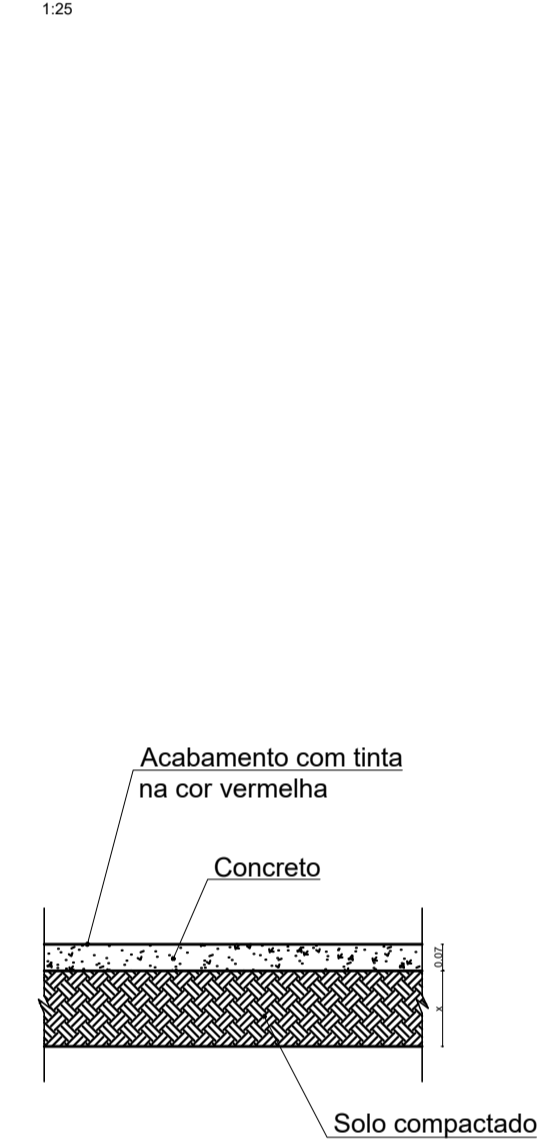 1:25
Acabamento com tinta
na cor vermelha
Concreto
0.07
x
Solo compactado